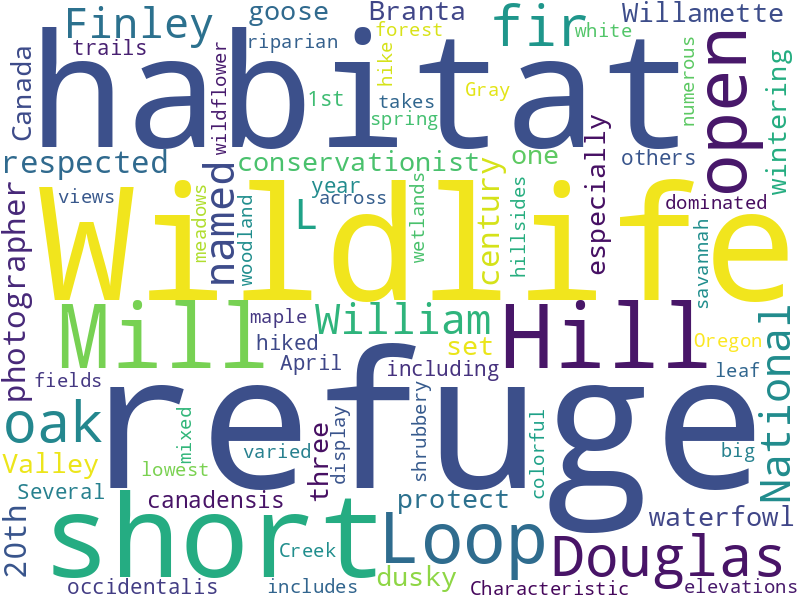 Finley
goose
Branta
fir
Willamette
trails
riparian
forest
white
Canada
habitat
wildflower
hike
numerous
open
wintering
1st
takes
Gray
spring
respected
conservationist
one
especially
others
named
meadows
woodland
views
year
across
L
wetlands
century
hillsides
dominated
savannah
photographer
Wildlife
Mill
maple
William
Hill
National
hiked
set
Oregon
April
including
leaf
fields
refuge
oak
mixed
three
display
shrubbery
colorful
varied
big
Valley
lowest
Several
canadensis
protect
20th
short
Loop
waterfowl
Creek
Douglas
dusky
occidentalis
includes
Characteristic
elevations